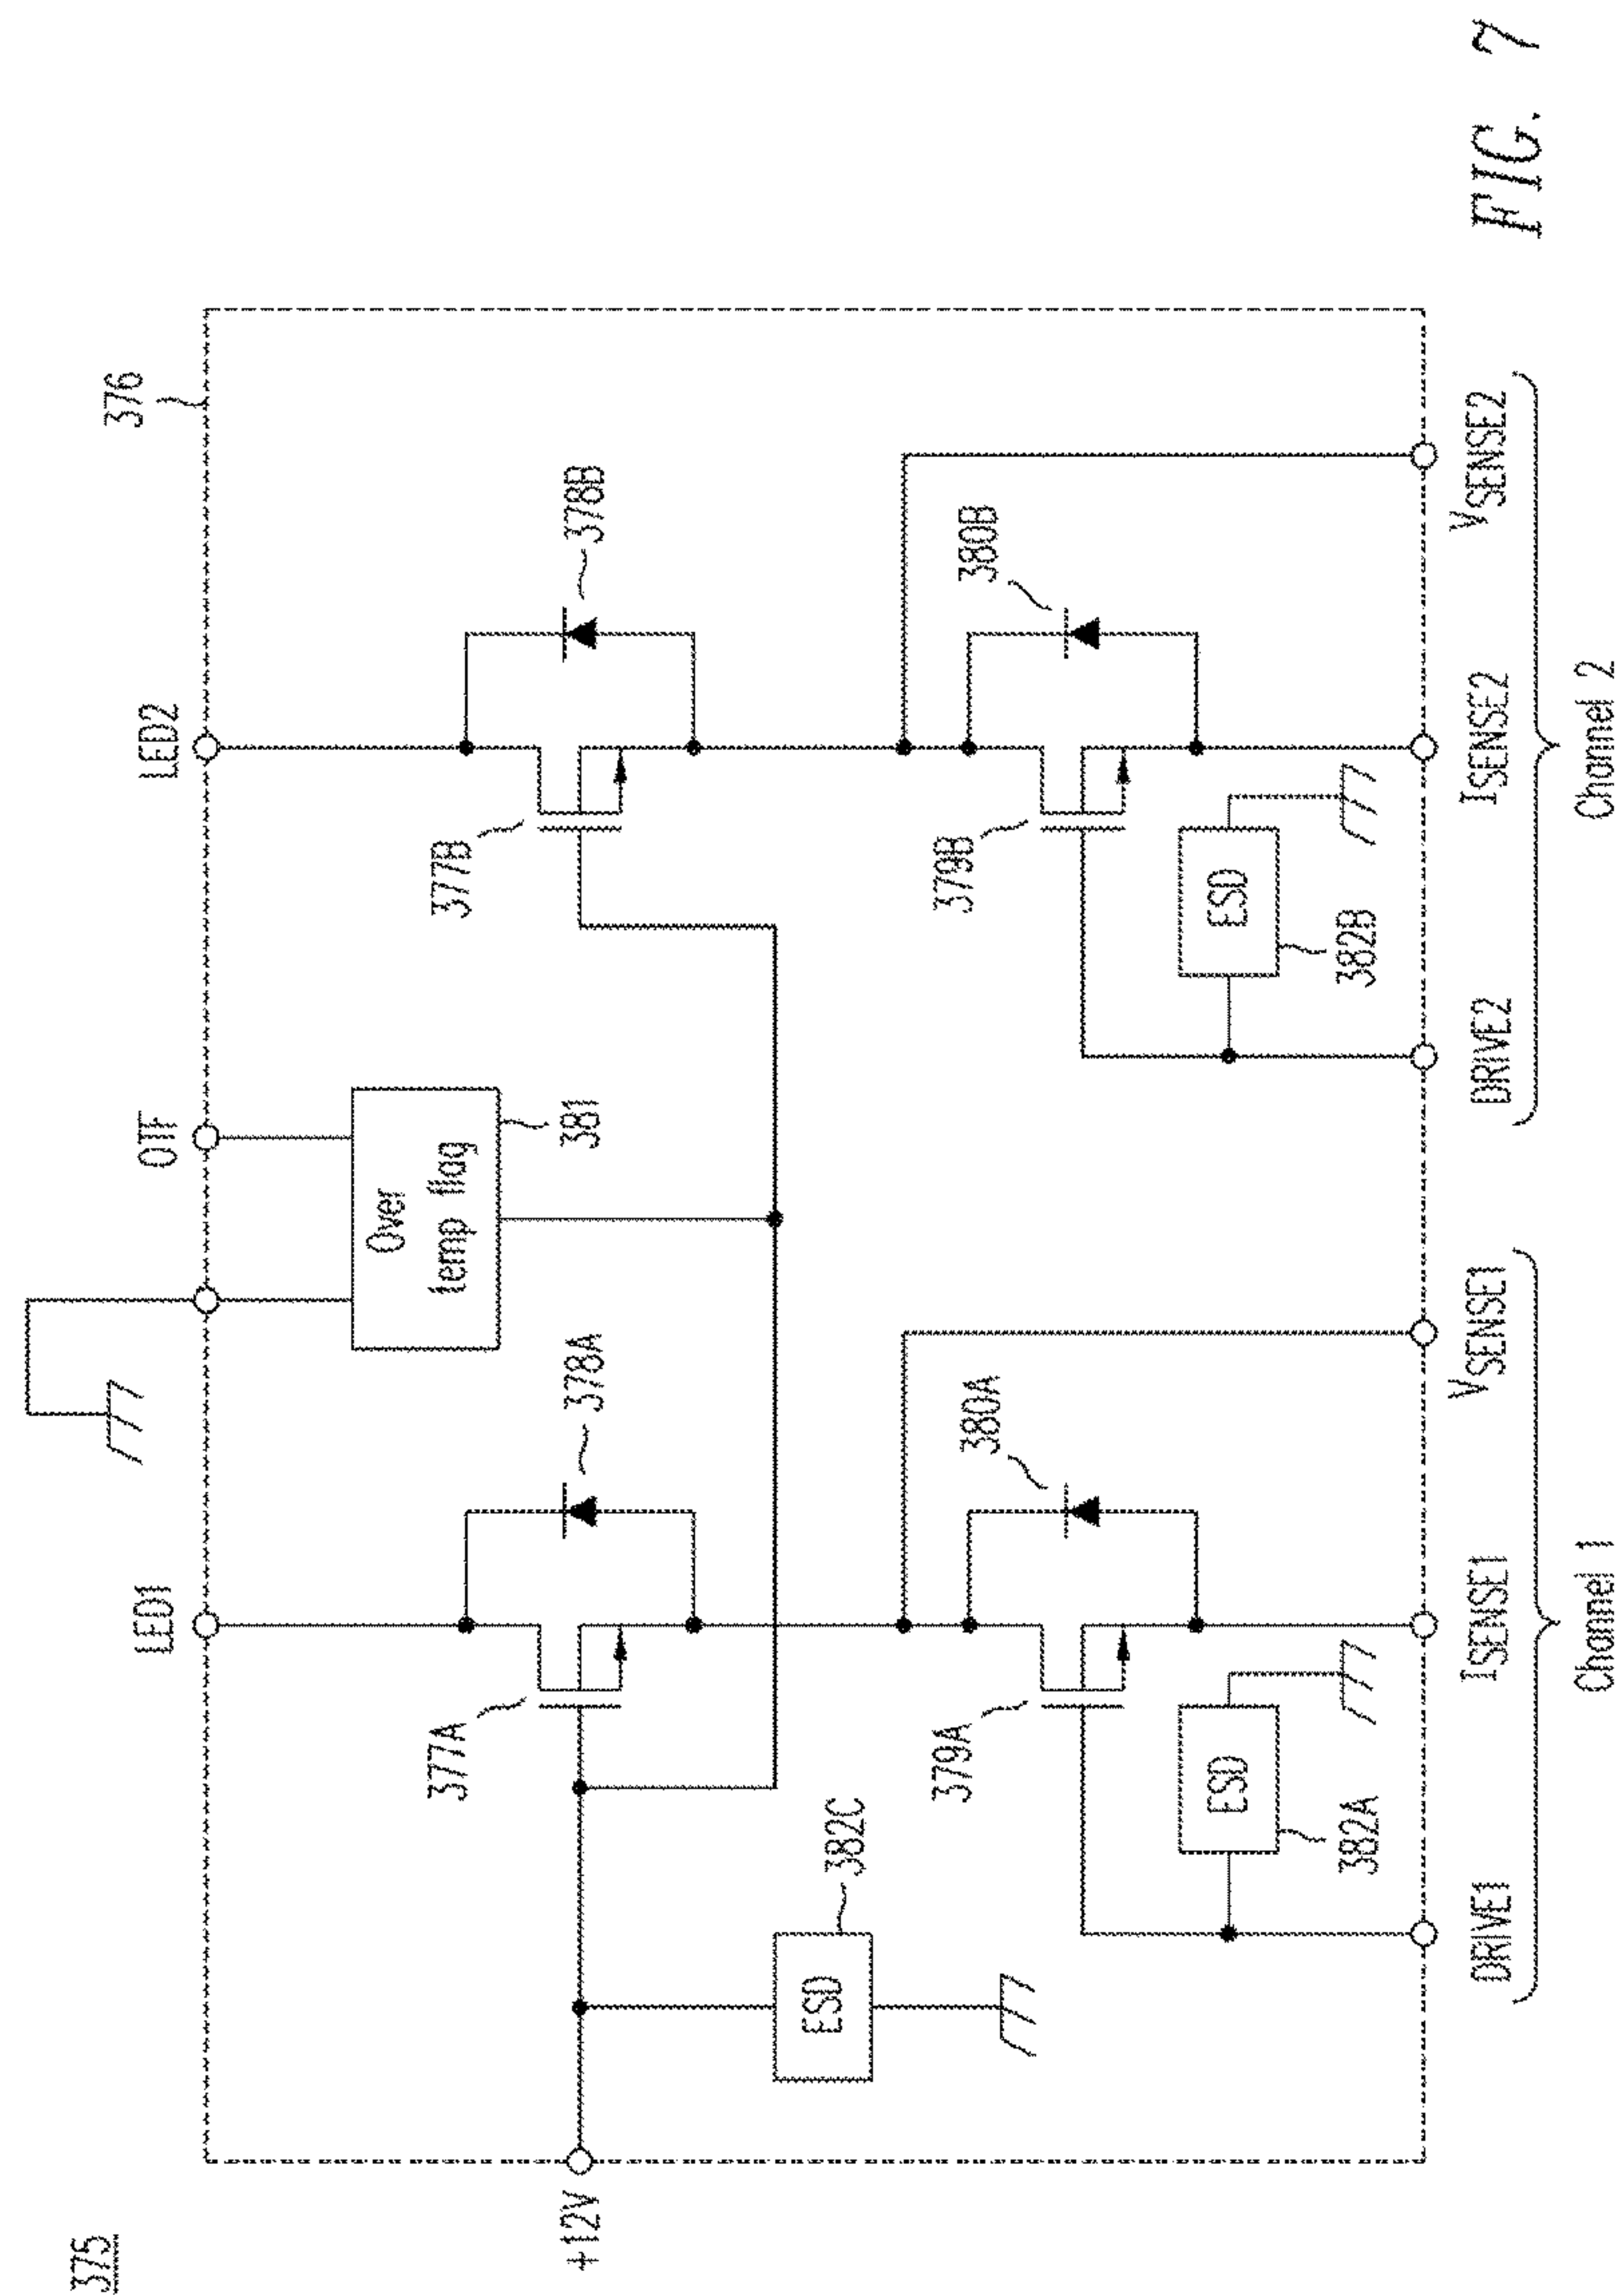 375
376
LED1
OTF
LED2
Over
temp flag
381
377A
378A
377B
378B
+12V
ESD
382C
379A
380A
379B
380B
ESD
382A
ESD
382B
DRIVE1
ISENSE1
VSENSE1
DRIVE2
ISENSE2
VSENSE2
Channel 1
Channel 2
FIG. 7